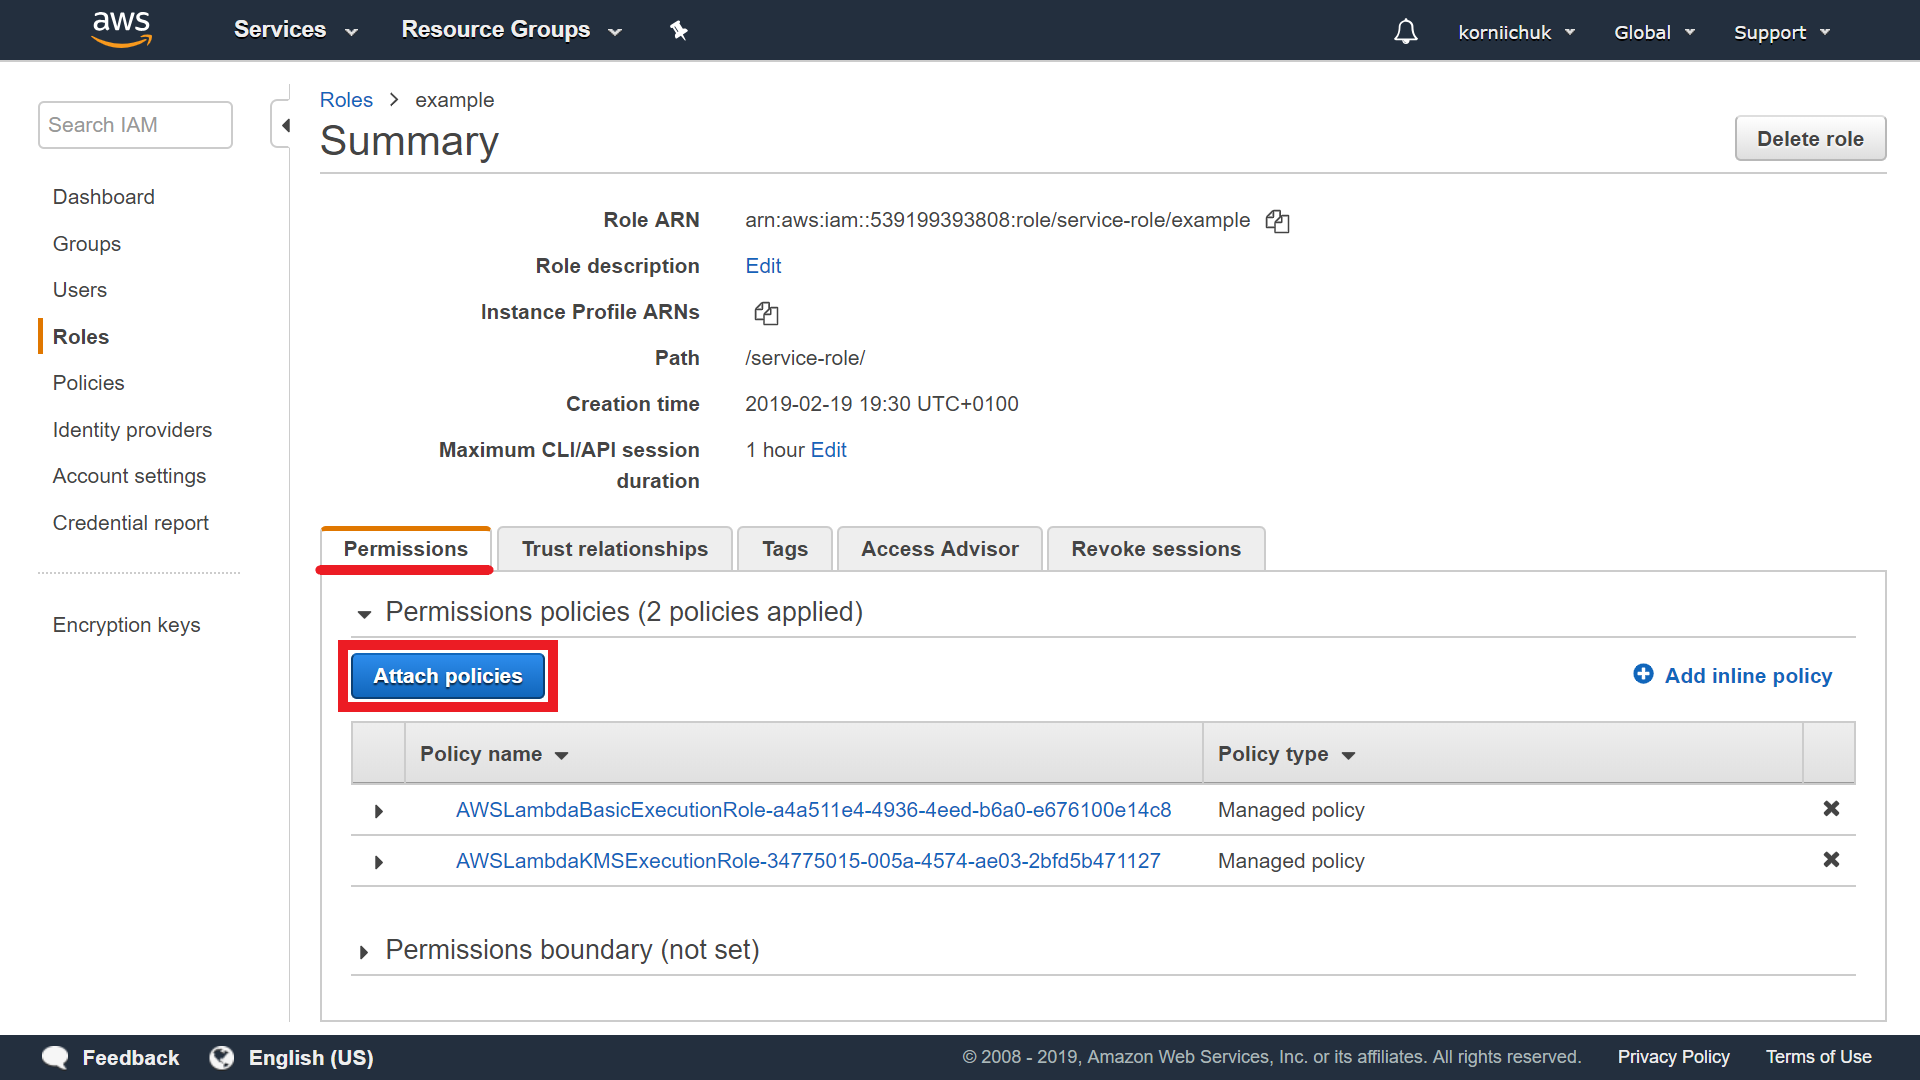 aws
Services
Resource Groups
korniichuk
Global
Support
Search IAM
Dashboard
Groups
Users
Roles
Policies
Identity providers
Account settings
Credential report
Encryption keys
Roles > example
Summary
Delete role
Role ARN arn:aws:iam::539199393808:role/service-role/example
Role description Edit
Instance Profile ARNs
Path /service-role/
Creation time 2019-02-19 19:30 UTC+0100
Maximum CLI/API session 1 hour Edit
duration
Permissions
Trust relationships
Tags
Access Advisor
Revoke sessions
Permissions policies (2 policies applied)
Attach policies
Add inline policy
Policy name
Policy type
AWSLambdaBasicExecutionRole-a4a511e4-4936-4eed-b6a0-e676100e14c8 Managed policy
AWSLambdaKMSExecutionRole-34775015-005a-4574-ae03-2bfd5b471127 Managed policy
Permissions boundary (not set)
Feedback
English (US)
© 2008 - 2019, Amazon Web Services, Inc. or its affiliates. All rights reserved.
Privacy Policy
Terms of Use